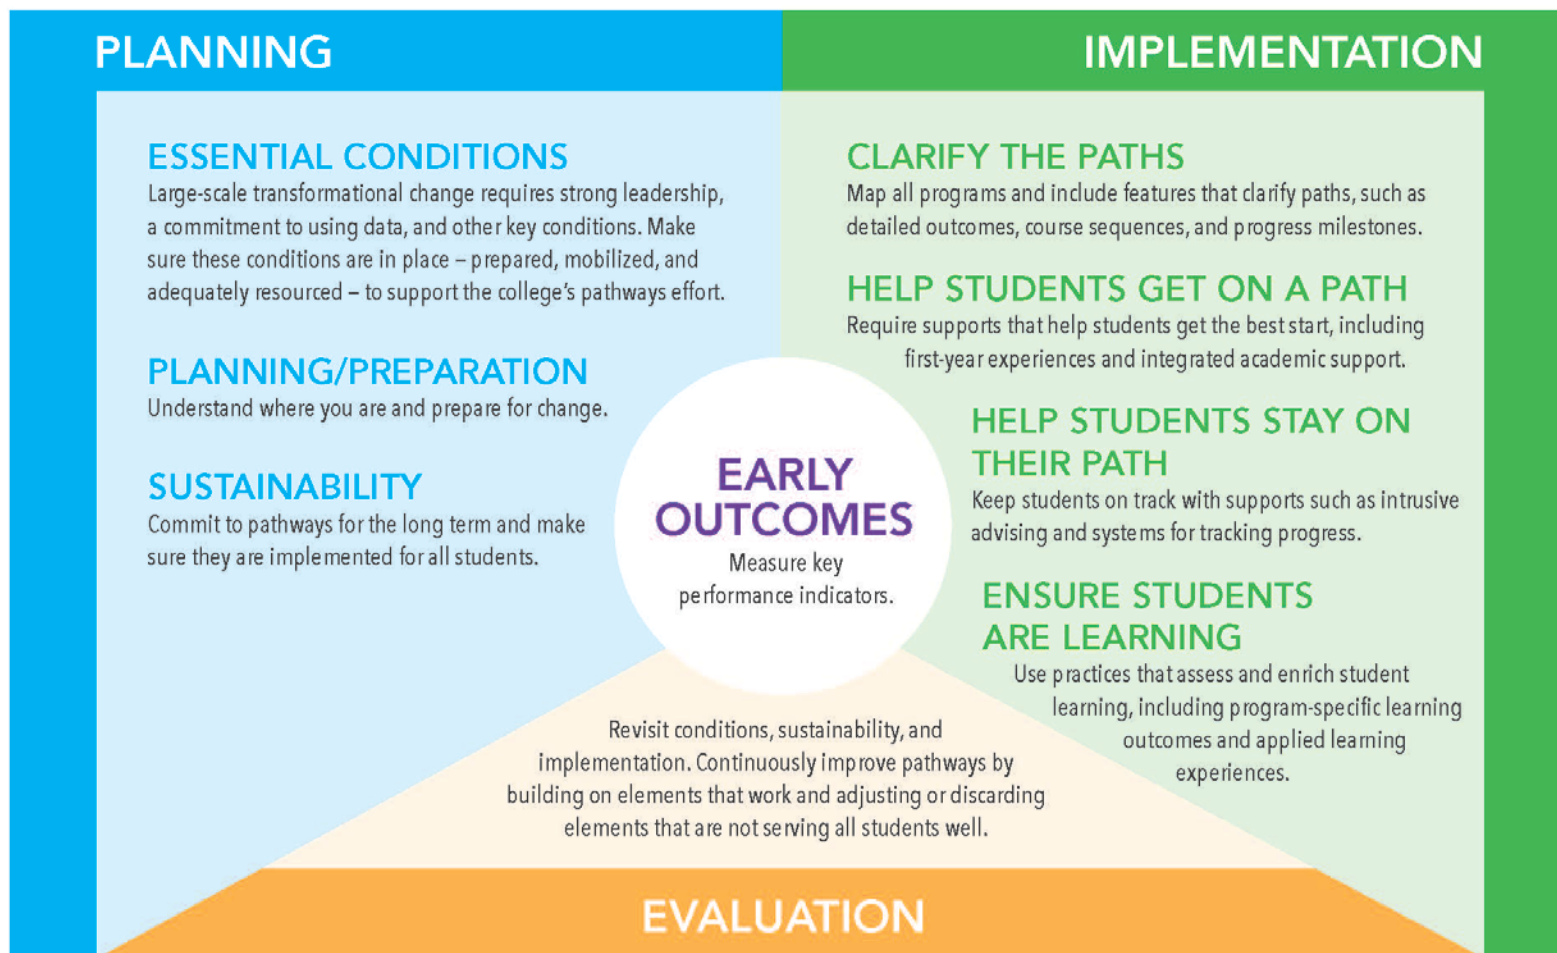 PLANNING
ESSENTIAL CONDITIONS
Large-scale transformational change requires strong leadership,
a commitment to using data, and other key conditions. Make
sure these conditions are in place – prepared, mobilized, and
adequately resourced – to support the college's pathways effort.
PLANNING/PREPARATION
Understand where you are and prepare for change.
SUSTAINABILITY
Commit to pathways for the long term and make
sure they are implemented for all students.
IMPLEMENTATION
CLARIFY THE PATHS
Map all programs and include features that clarify paths, such as
detailed outcomes, course sequences, and progress milestones.
HELP STUDENTS GET ON A PATH
Require supports that help students get the best start, including
first-year experiences and integrated academic support.
HELP STUDENTS STAY ON
THEIR PATH
Keep students on track with supports such as intrusive
advising and systems for tracking progress.
ENSURE STUDENTS
ARE LEARNING
Use practices that assess and enrich student
learning, including program-specific learning
outcomes and applied learning
experiences.
EARLY
OUTCOMES
Measure key
performance indicators.
Revisit conditions, sustainability, and
implementation. Continuously improve pathways by
building on elements that work and adjusting or discarding
elements that are not serving all students well.
EVALUATION